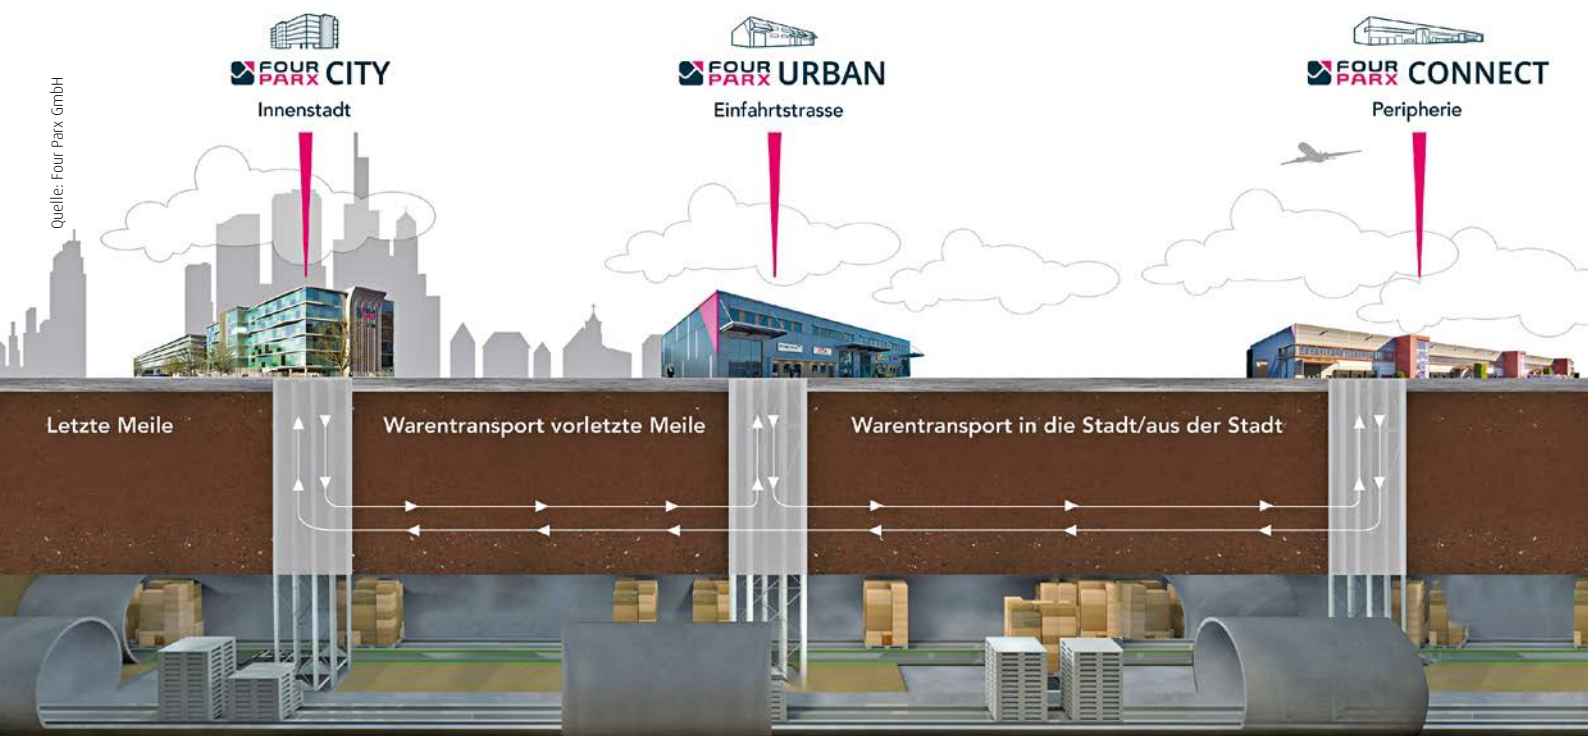 FOUR PARX CITY
Innenstadt
FOUR PARX URBAN
Einfahrtstrasse
FOUR PARX CONNECT
Peripherie
Quelle: Four Parx GmbH
Letzte Meile
Warentransport vorletzte Meile
Warentransport in die Stadt/aus der Stadt